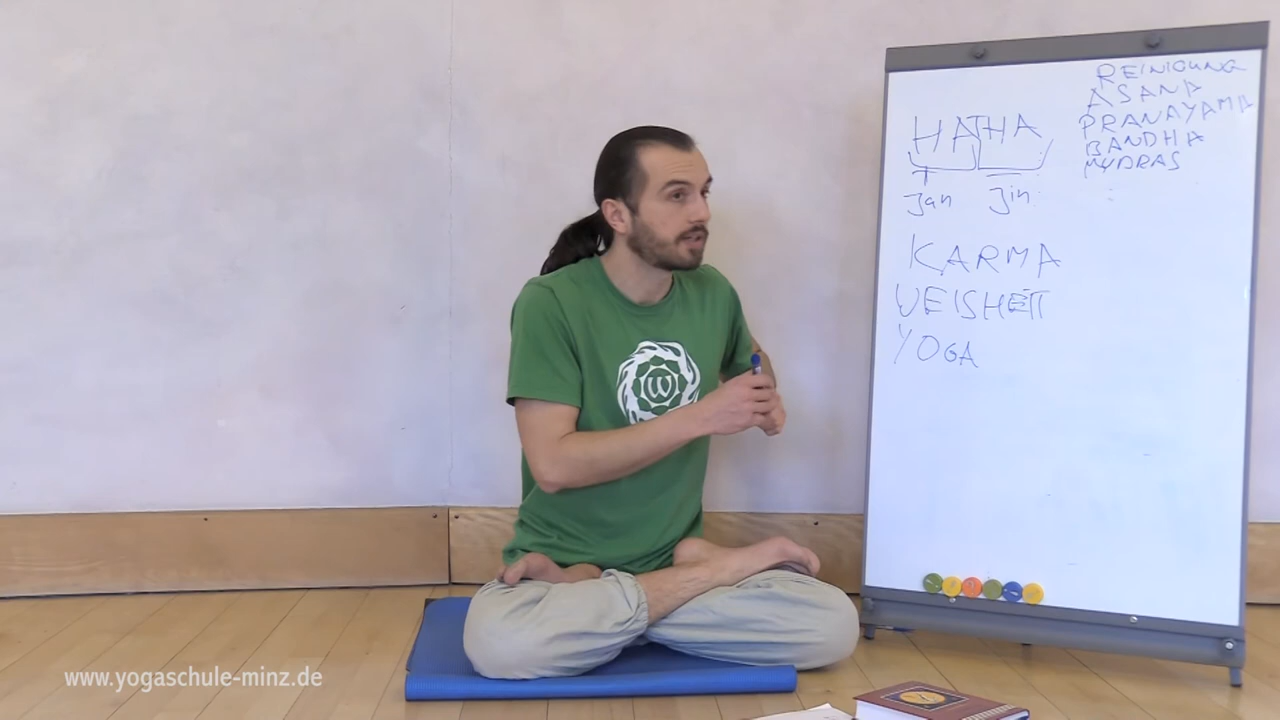 HATHA
Jan Jin
KARMA
WEISHEIT
YOGA
REINIGUNG
ASANA
PRANAYAMA
BANDHA
MUDRAS
W
www.yogaschule-minz.de